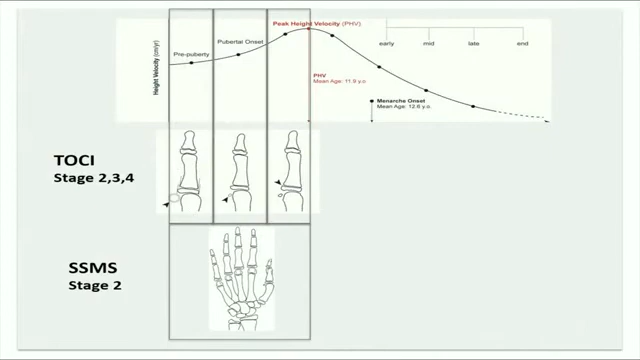 Peak Height Velocity (PHV)
Pubertal Onset
Pre-puberty
early mid late end
Height Velocity (cm/yr)
PHV
Mean Age: 11.9 y.o.
Menarche Onset
Mean Age: 12.6 y.o.
TOCI
Stage 2,3,4
SSMS
Stage 2